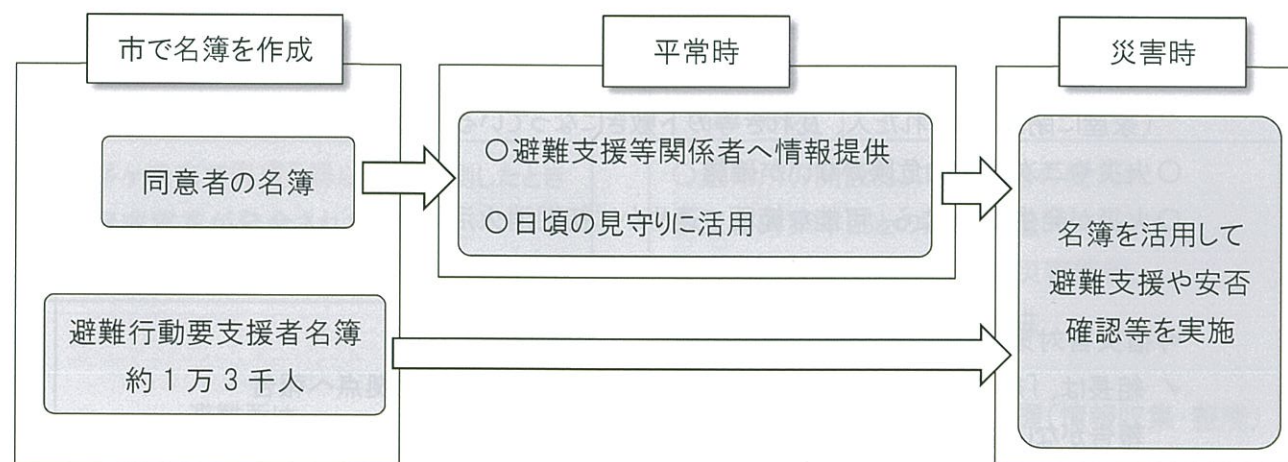 市で名簿を作成
同意者の名簿
避難行動要支援者名簿
約1万3千人
平常時
○避難支援等関係者へ情報提供
○日頃の見守りに活用
災害時
名簿を活用して
避難支援や安否
確認等を実施